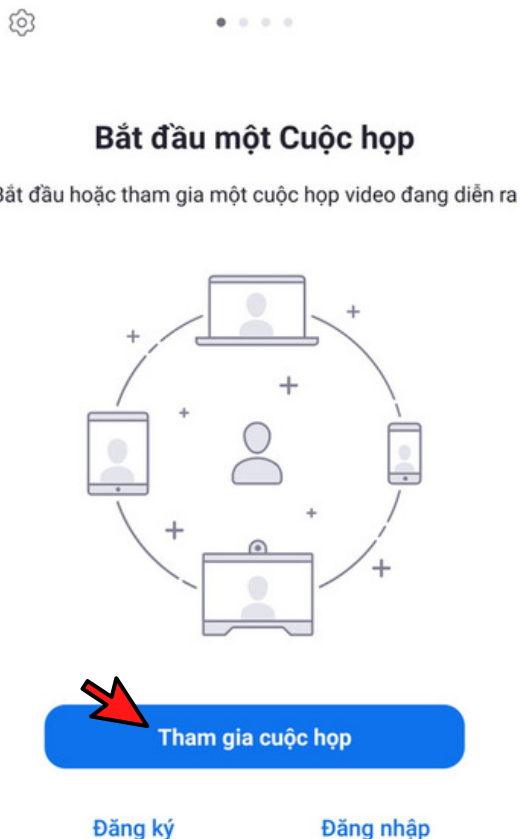 Bắt đầu một Cuộc họp
Bắt đầu hoặc tham gia một cuộc họp video đang diễn ra
Tham gia cuộc họp
Đăng ký
Đăng nhập